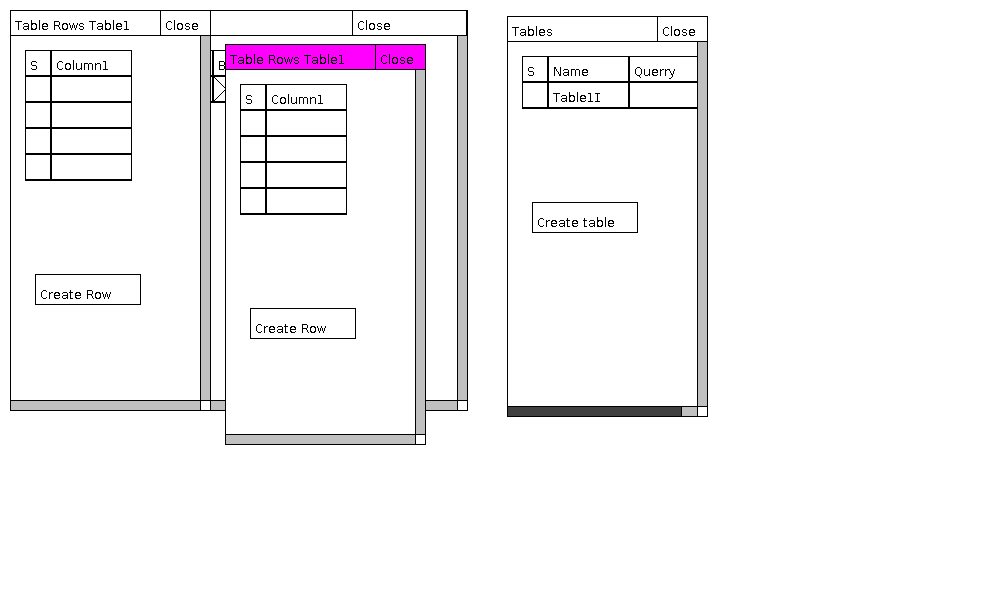 Table Rows Table1 Close
Close
S Column1
B
Create Row
Table Rows Table1 Close
S Column1
Create Row
Tables Close
S Name Querry
Table1I
Create table